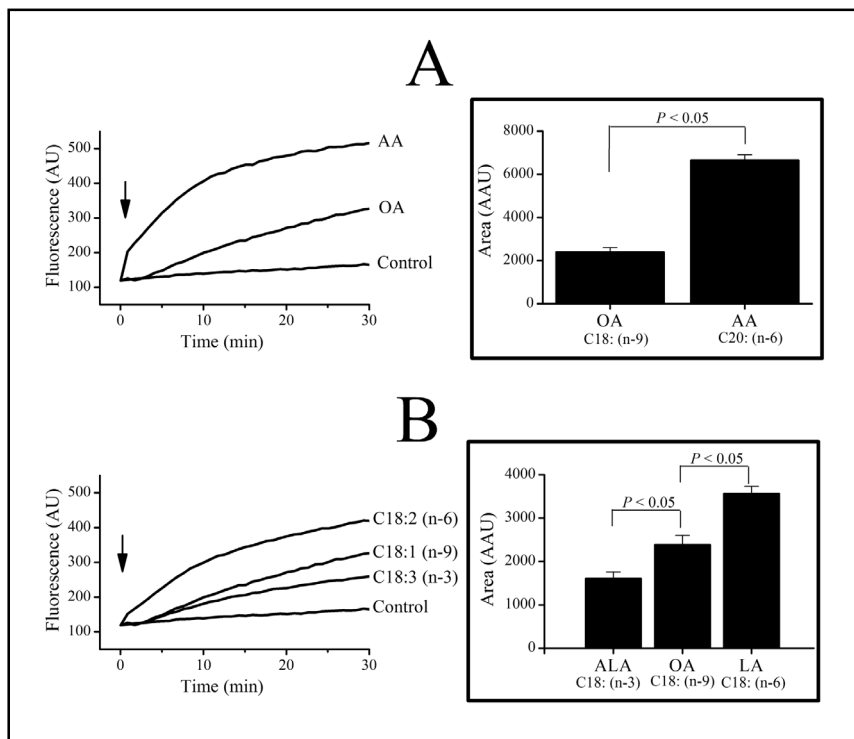 A
Fluorescence (AU)
500
400
300
200
100
0
10
20
30
Time (min)
AA
OA
Control
Area (AAU)
8000
6000
4000
2000
0
P < 0.05
OA
C18: (n-9)
AA
C20: (n-6)
B
Fluorescence (AU)
500
400
300
200
100
0
10
20
30
Time (min)
C18:2 (n-6)
C18:1 (n-9)
C18:3 (n-3)
Control
Area (AAU)
4000
3000
2000
1000
0
P < 0.05
P < 0.05
ALA
C18: (n-3)
OA
C18: (n-9)
LA
C18: (n-6)